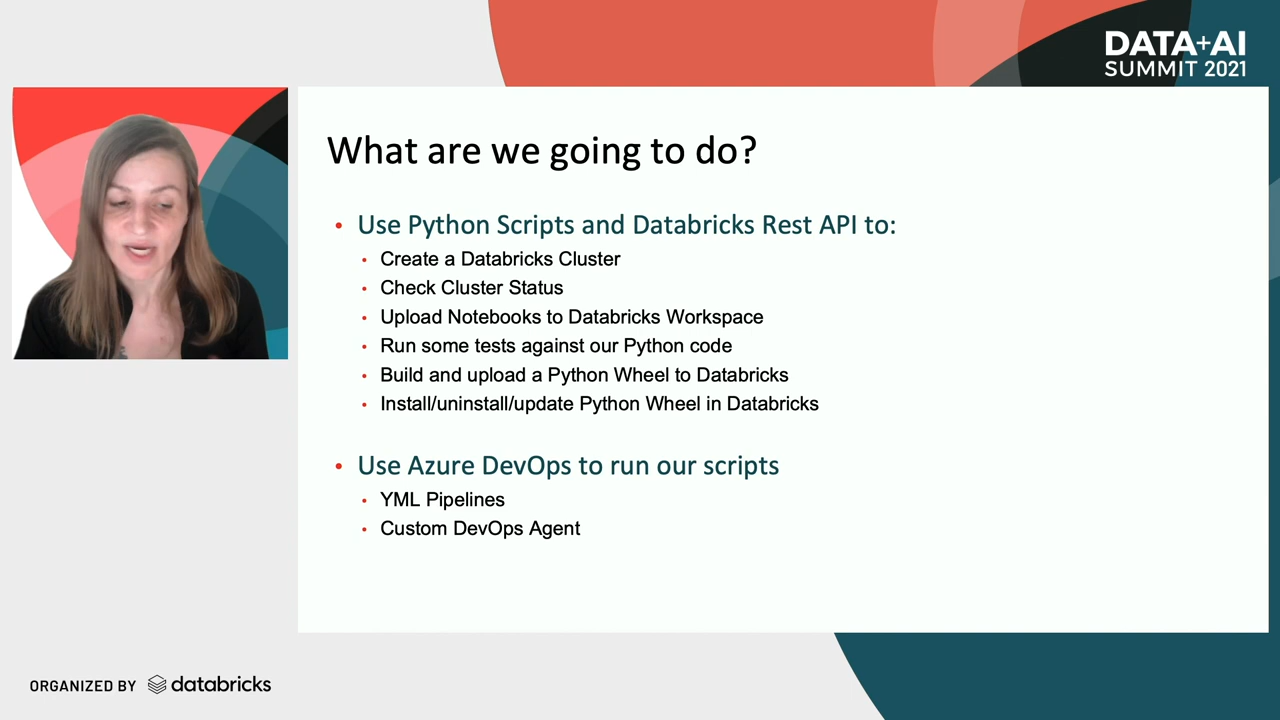 DATA+AI
SUMMIT 2021
What are we going to do?
• Use Python Scripts and Databricks Rest API to:
• Create a Databricks Cluster
• Check Cluster Status
• Upload Notebooks to Databricks Workspace
• Run some tests against our Python code
• Build and upload a Python Wheel to Databricks
• Install/uninstall/update Python Wheel in Databricks
• Use Azure DevOps to run our scripts
• YML Pipelines
• Custom DevOps Agent
ORGANIZED BY databricks